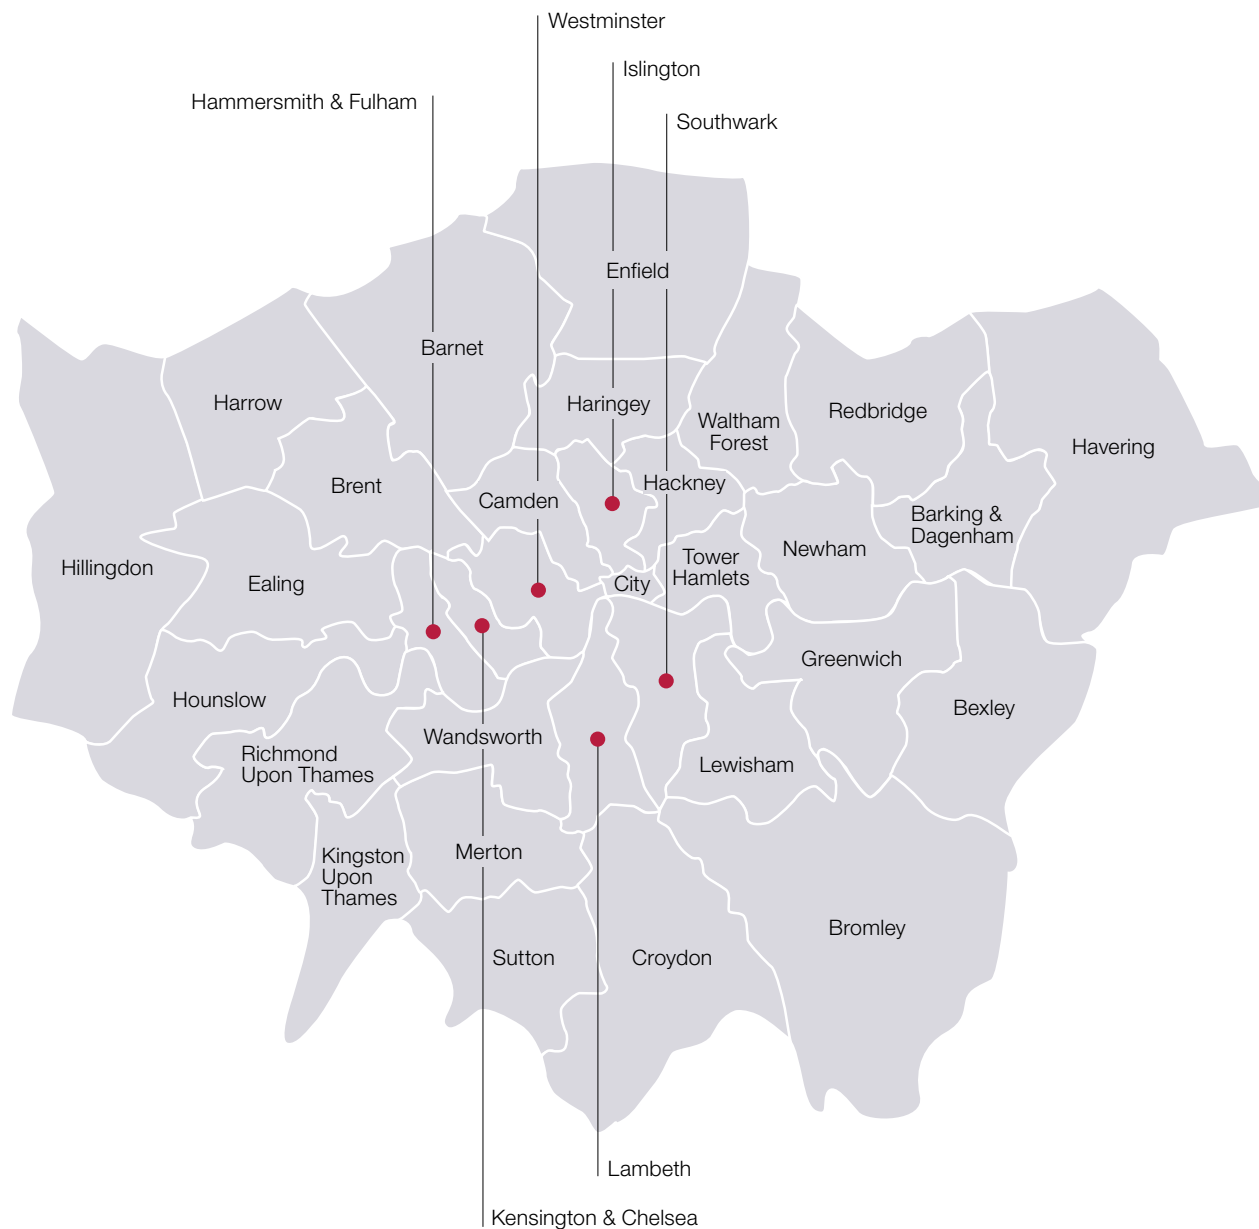 Westminster
Islington
Hammersmith & Fulham
Southwark
Enfield
Barnet
Harrow
Haringey
Waltham
Forest
Redbridge
Havering
Brent
Camden
Hackney
Barking &
Dagenham
Hillingdon
Ealing
City
Tower
Hamlets
Newham
Hounslow
Greenwich
Bexley
Richmond
Upon Thames
Wandsworth
Lewisham
Kingston
Upon
Thames
Merton
Sutton
Croydon
Bromley
Lambeth
Kensington & Chelsea